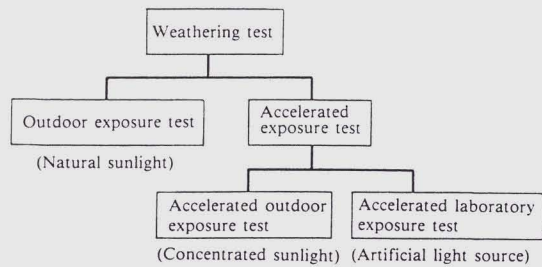 Weathering test
Outdoor exposure test
(Natural sunlight)
Accelerated
exposure test
Accelerated outdoor
exposure test
(Concentrated sunlight)
Accelerated laboratory
exposure test
(Artificial light source)